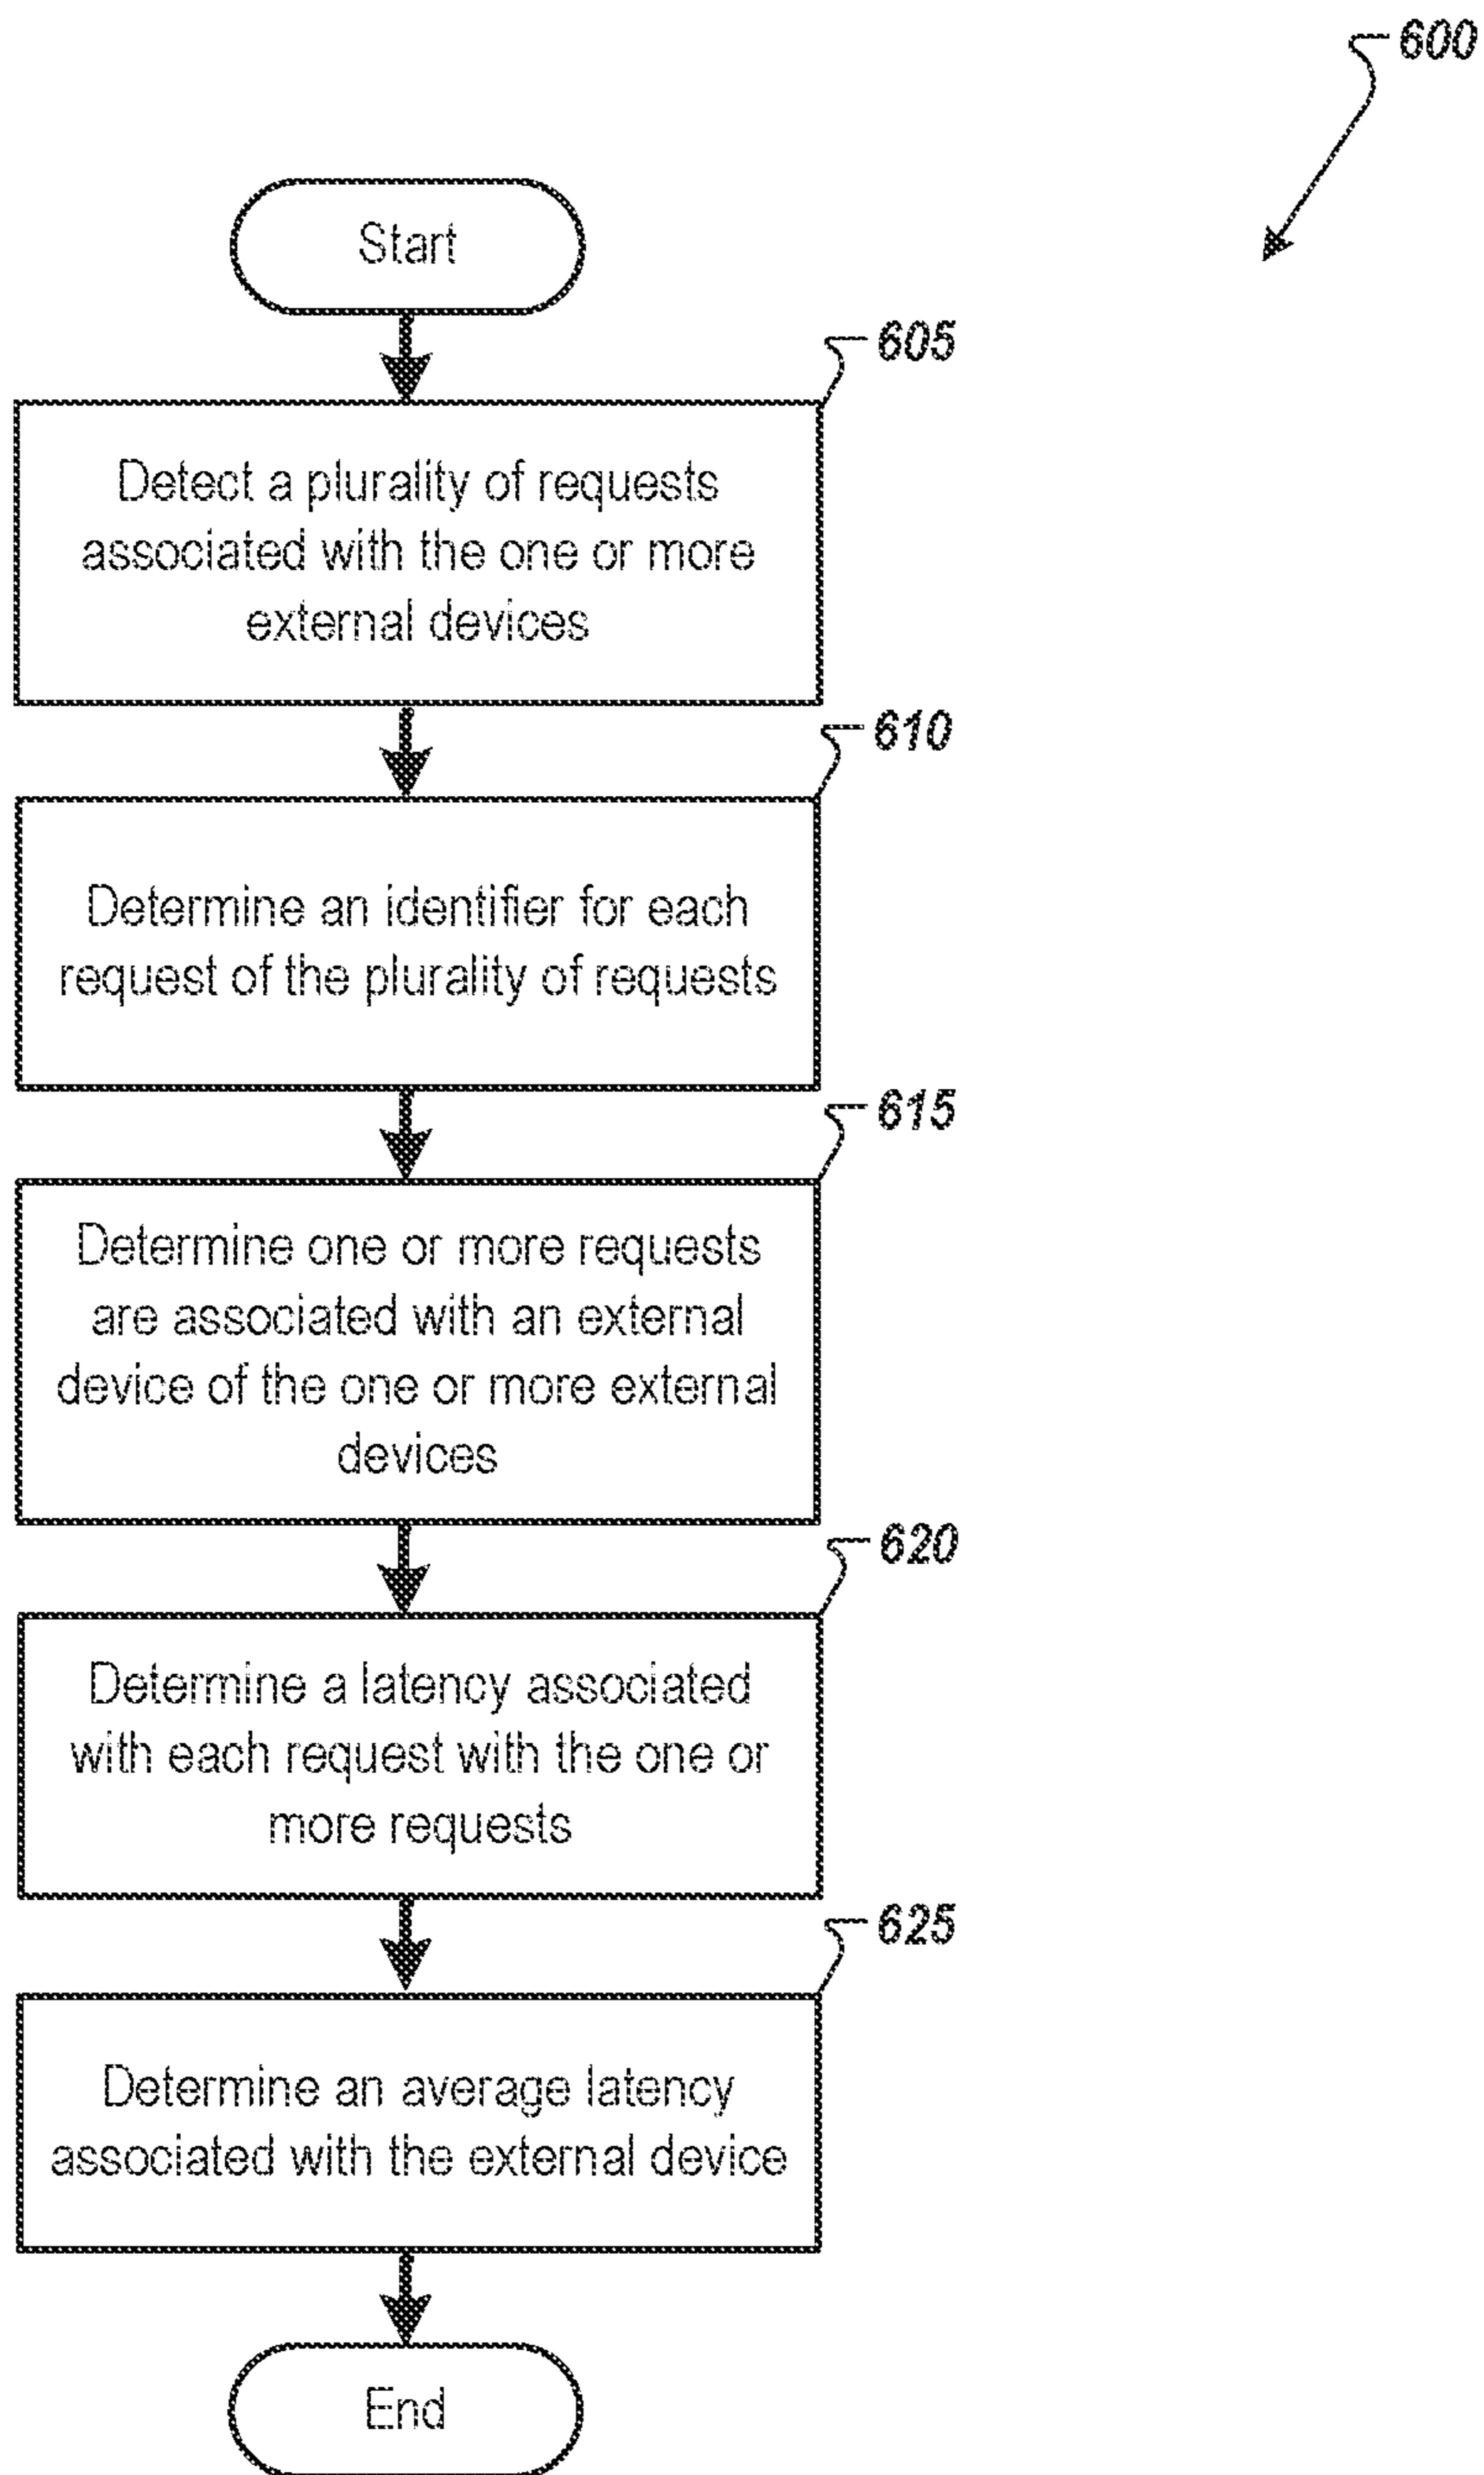 600
Start
605
Detect a plurality of requests
associated with the one or more
external devices
610
Determine an identifier for each
request of the plurality of requests
615
Determine one or more requests
are associated with an external
device of the one or more external
devices
620
Determine a latency associated
with each request with the one or
more requests
625
Determine an average latency
associated with the external device
End